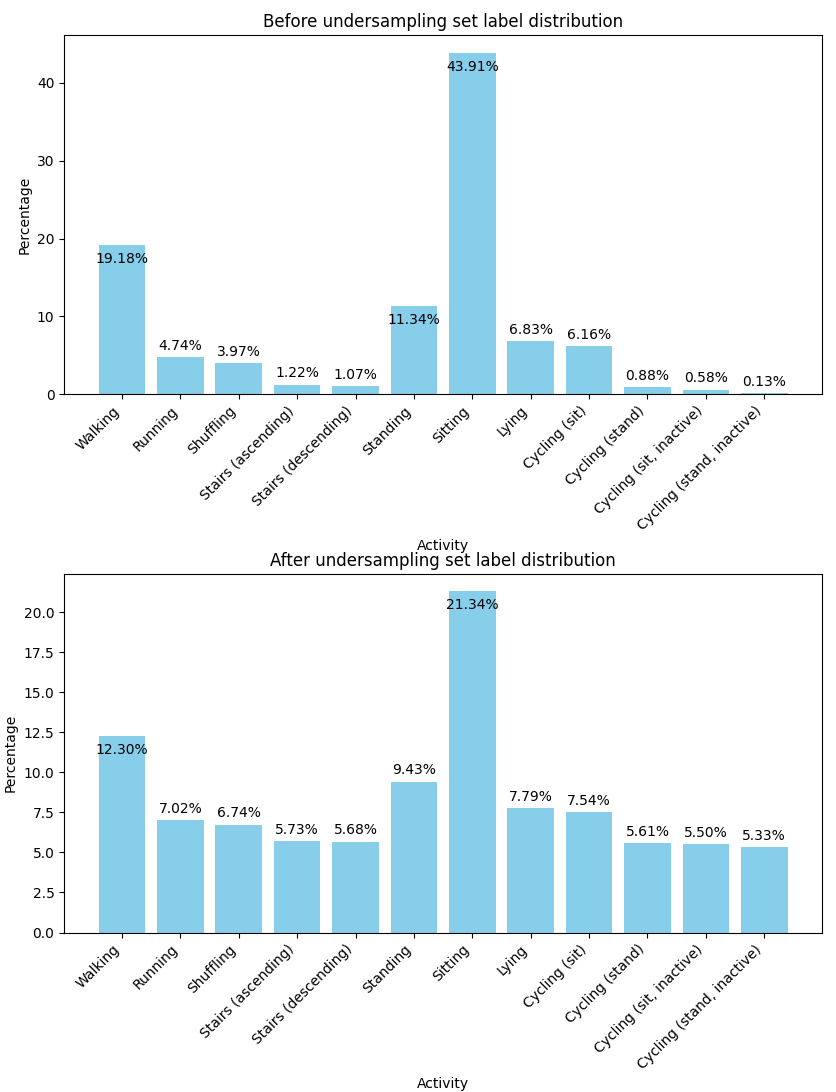 Before undersampling set label distribution
Percentage
40
30
20
10
0
19.18%
4.74%
3.97%
1.22%
1.07%
11.34%
43.91%
6.83%
6.16%
0.88%
0.58%
0.13%
Walking
Running
Shuffling
Stairs (ascending)
Stairs (descending)
Standing
Sitting
Lying
Cycling (sit)
Cycling (stand)
Cycling (sit, inactive)
Cycling (stand, inactive)
Activity
After undersampling set label distribution
Percentage
20.0
17.5
15.0
12.5
10.0
7.5
5.0
2.5
0.0
12.30%
7.02%
6.74%
5.73%
5.68%
9.43%
21.34%
7.79%
7.54%
5.61%
5.50%
5.33%
Walking
Running
Shuffling
Stairs (ascending)
Stairs (descending)
Standing
Sitting
Lying
Cycling (sit)
Cycling (stand)
Cycling (sit, inactive)
Cycling (stand, inactive)
Activity